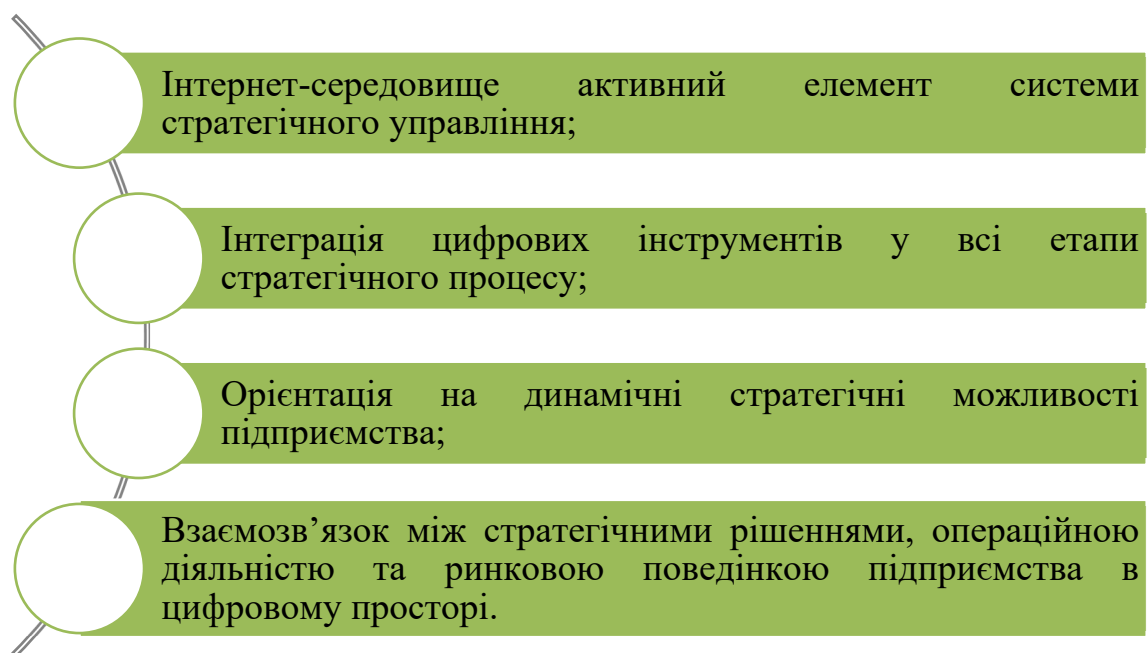 Інтернет-середовище активний елемент системи
стратегічного управління;
Інтеграція цифрових інструментів у всі етапи
стратегічного процесу;
Орієнтація на динамічні стратегічні можливості
підприємства;
Взаємозв’язок між стратегічними рішеннями, операційною
діяльністю та ринковою поведінкою підприємства в
цифровому просторі.